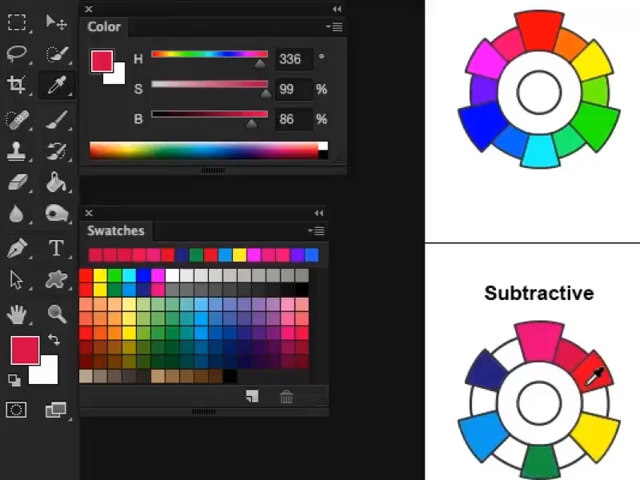 Color
H 336 °
S 99 %
B 86 %
Swatches
T
Subtractive